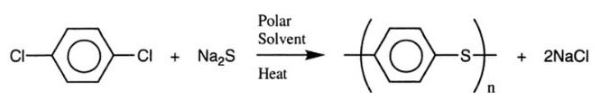 Polar
Solvent
Cl Cl + Na₂S S + 2NaCl
Heat
n